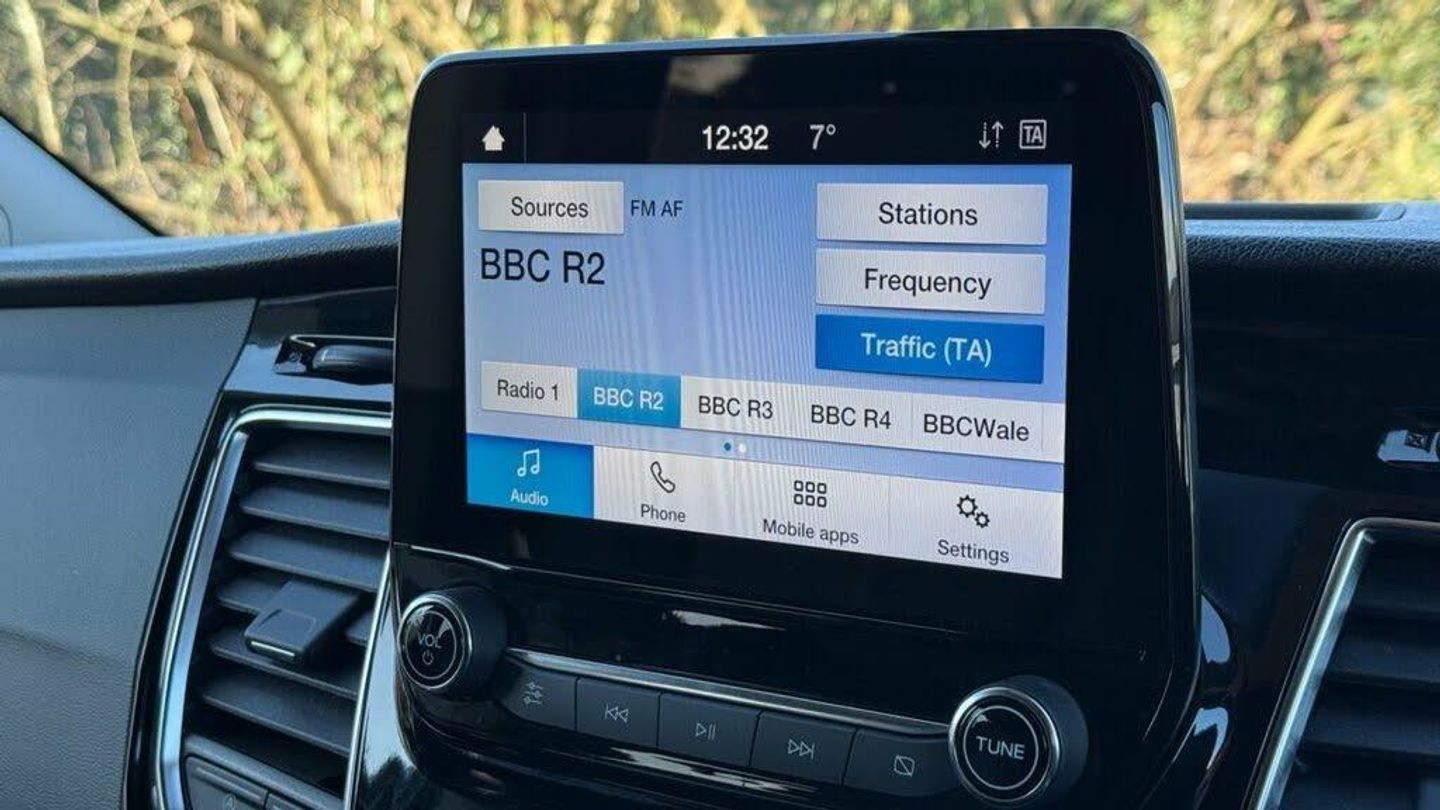 12:32 7° TA
Sources FM AF
Stations
BBC R2
Frequency
Traffic (TA)
Radio 1 BBC R2 BBC R3 BBC R4 BBCWale
Audio Phone Mobile apps Settings
VOL
TUNE